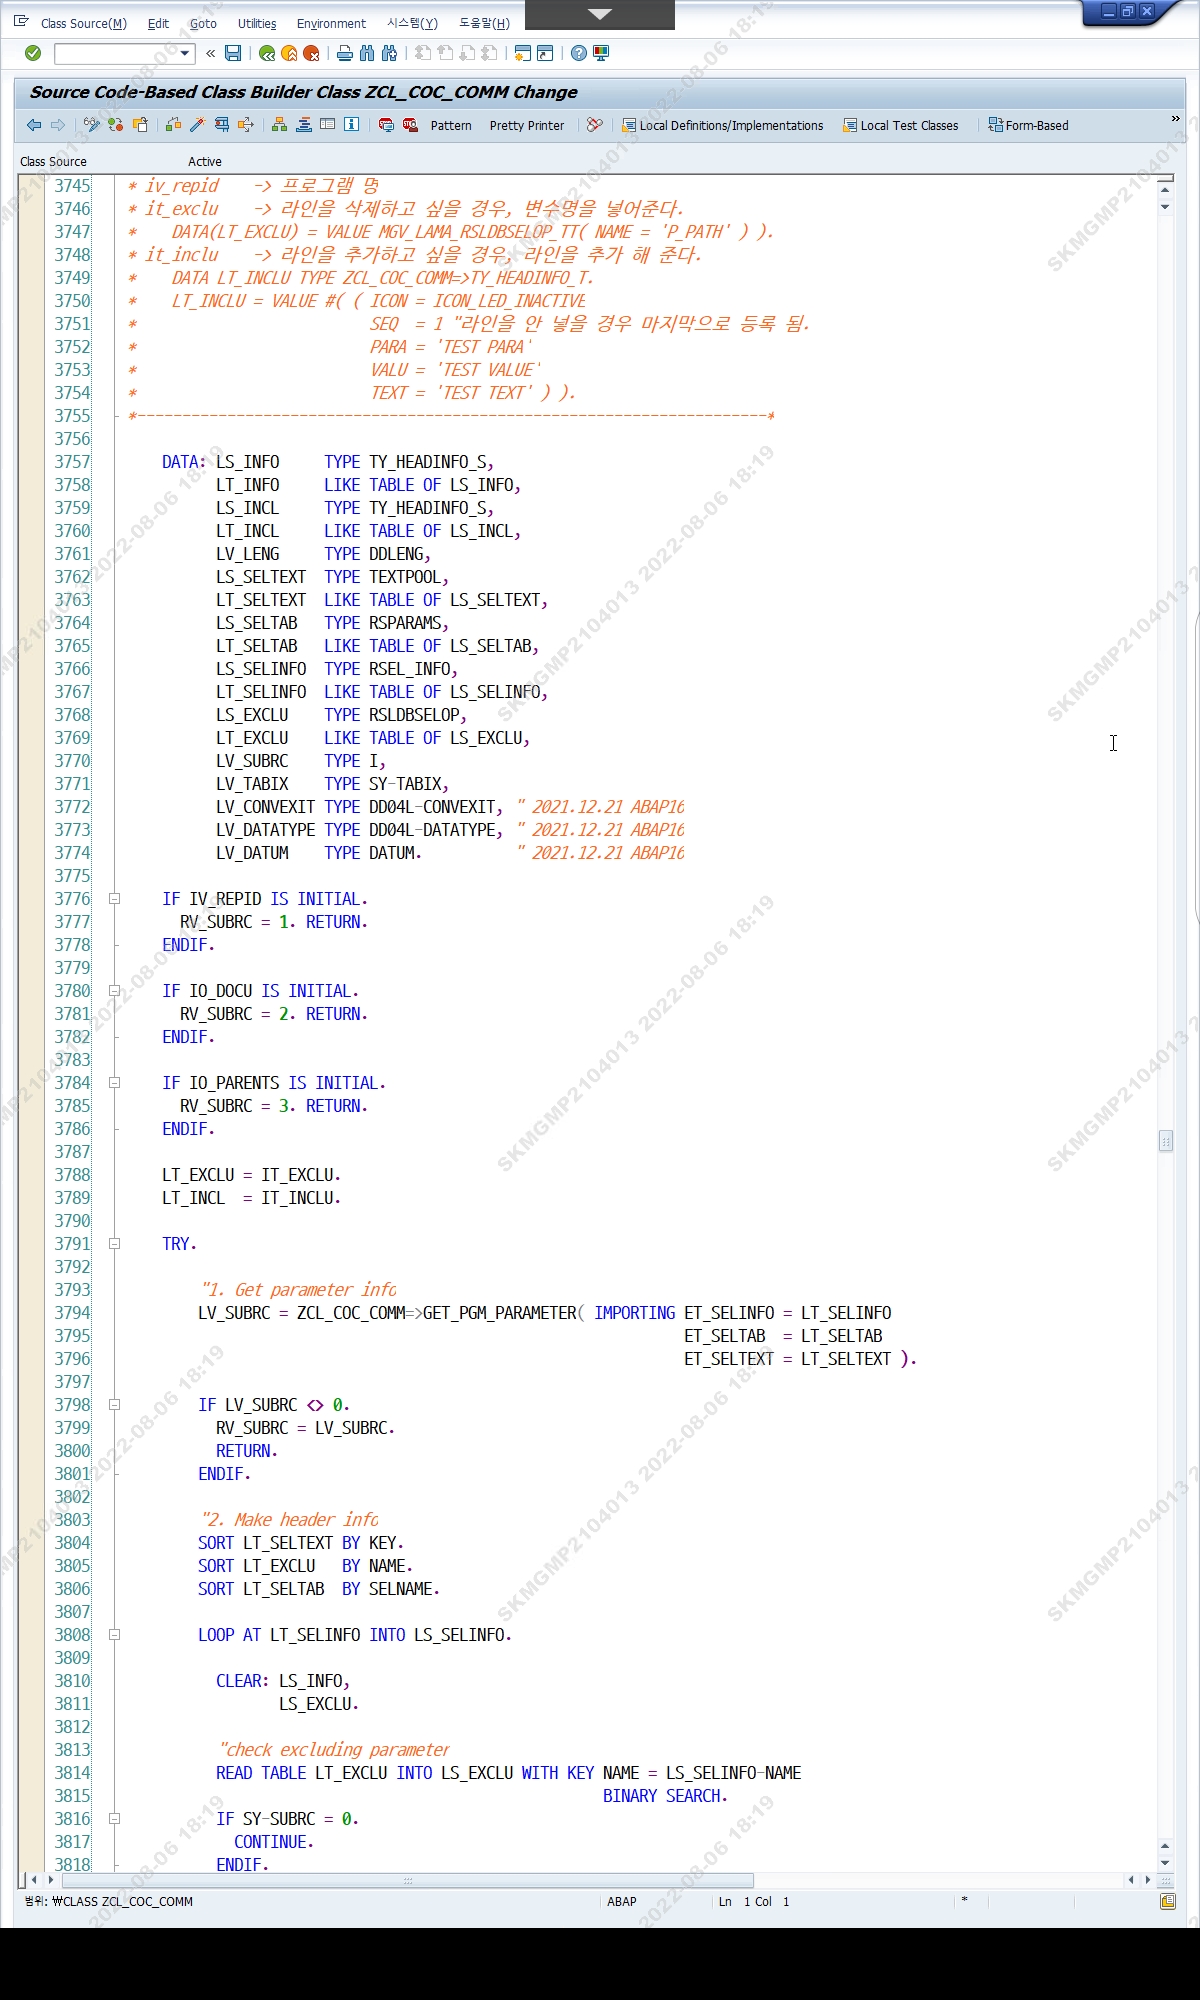 Class Source(M) Edit Goto Utilities Environment 시스템(Y) 도움말(H)
Source Code-Based Class Builder Class ZCL_COC_COMM Change
Pattern Pretty Printer Local Definitions/Implementations Local Test Classes Form-Based
Class Source Active
3745 * iv_repid -> 프로그램 명
3746 * it_exclu -> 라인을 삭제하고 싶을 경우, 변수명을 넣어준다.
3747 * DATA(LT_EXCLU) = VALUE MGV_LAMA_RSLDBSELOP_TT( NAME = 'P_PATH' ) ).
3748 * it_inclu -> 라인을 추가하고 싶을 경우, 라인을 추가 해 준다.
3749 * DATA LT_INCLU TYPE ZCL_COC_COMM=>TY_HEADINFO_T.
3750 * LT_INCLU = VALUE #( ( ICON = ICON_LED_INACTIVE
3751 * SEQ = 1 "라인을 안 넣을 경우 마지막으로 등록 됨.
3752 * PARA = 'TEST PARA'
3753 * VALU = 'TEST VALUE'
3754 * TEXT = 'TEST TEXT' ) ).
3755 *----------------------------------------------------------------------*
3756
3757 DATA: LS_INFO TYPE TY_HEADINFO_S,
3758 LT_INFO LIKE TABLE OF LS_INFO,
3759 LS_INCL TYPE TY_HEADINFO_S,
3760 LT_INCL LIKE TABLE OF LS_INCL,
3761 LV_LENG TYPE DDLENG,
3762 LS_SELTEXT TYPE TEXTPOOL,
3763 LT_SELTEXT LIKE TABLE OF LS_SELTEXT,
3764 LS_SELTAB TYPE RSPARAMS,
3765 LT_SELTAB LIKE TABLE OF LS_SELTAB,
3766 LS_SELINFO TYPE RSEL_INFO,
3767 LT_SELINFO LIKE TABLE OF LS_SELINFO,
3768 LS_EXCLU TYPE RSLDBSELOP,
3769 LT_EXCLU LIKE TABLE OF LS_EXCLU,
3770 LV_SUBRC TYPE I,
3771 LV_TABIX TYPE SY-TABIX,
3772 LV_CONVEXIT TYPE DD04L-CONVEXIT, " 2021.12.21 ABAP16
3773 LV_DATATYPE TYPE DD04L-DATATYPE, " 2021.12.21 ABAP16
3774 LV_DATUM TYPE DATUM. " 2021.12.21 ABAP16
3775
3776 IF IV_REPID IS INITIAL.
3777 RV_SUBRC = 1. RETURN.
3778 ENDIF.
3779
3780 IF IO_DOCU IS INITIAL.
3781 RV_SUBRC = 2. RETURN.
3782 ENDIF.
3783
3784 IF IO_PARENTS IS INITIAL.
3785 RV_SUBRC = 3. RETURN.
3786 ENDIF.
3787
3788 LT_EXCLU = IT_EXCLU.
3789 LT_INCL = IT_INCLU.
3790
3791 TRY.
3792
3793 "1. Get parameter info
3794 LV_SUBRC = ZCL_COC_COMM=>GET_PGM_PARAMETER( IMPORTING ET_SELINFO = LT_SELINFO
3795 ET_SELTAB = LT_SELTAB
3796 ET_SELTEXT = LT_SELTEXT ).
3797
3798 IF LV_SUBRC <> 0.
3799 RV_SUBRC = LV_SUBRC.
3800 RETURN.
3801 ENDIF.
3802
3803 "2. Make header info
3804 SORT LT_SELTEXT BY KEY.
3805 SORT LT_EXCLU BY NAME.
3806 SORT LT_SELTAB BY SELNAME.
3807
3808 LOOP AT LT_SELINFO INTO LS_SELINFO.
3809
3810 CLEAR: LS_INFO,
3811 LS_EXCLU.
3812
3813 "check excluding parameter
3814 READ TABLE LT_EXCLU INTO LS_EXCLU WITH KEY NAME = LS_SELINFO-NAME
3815 BINARY SEARCH.
3816 IF SY-SUBRC = 0.
3817 CONTINUE.
3818 ENDIF.
범위: ₩CLASS ZCL_COC_COMM ABAP Ln 1 Col 1 *
SKMGMP2104013 2022-08-06 18:19